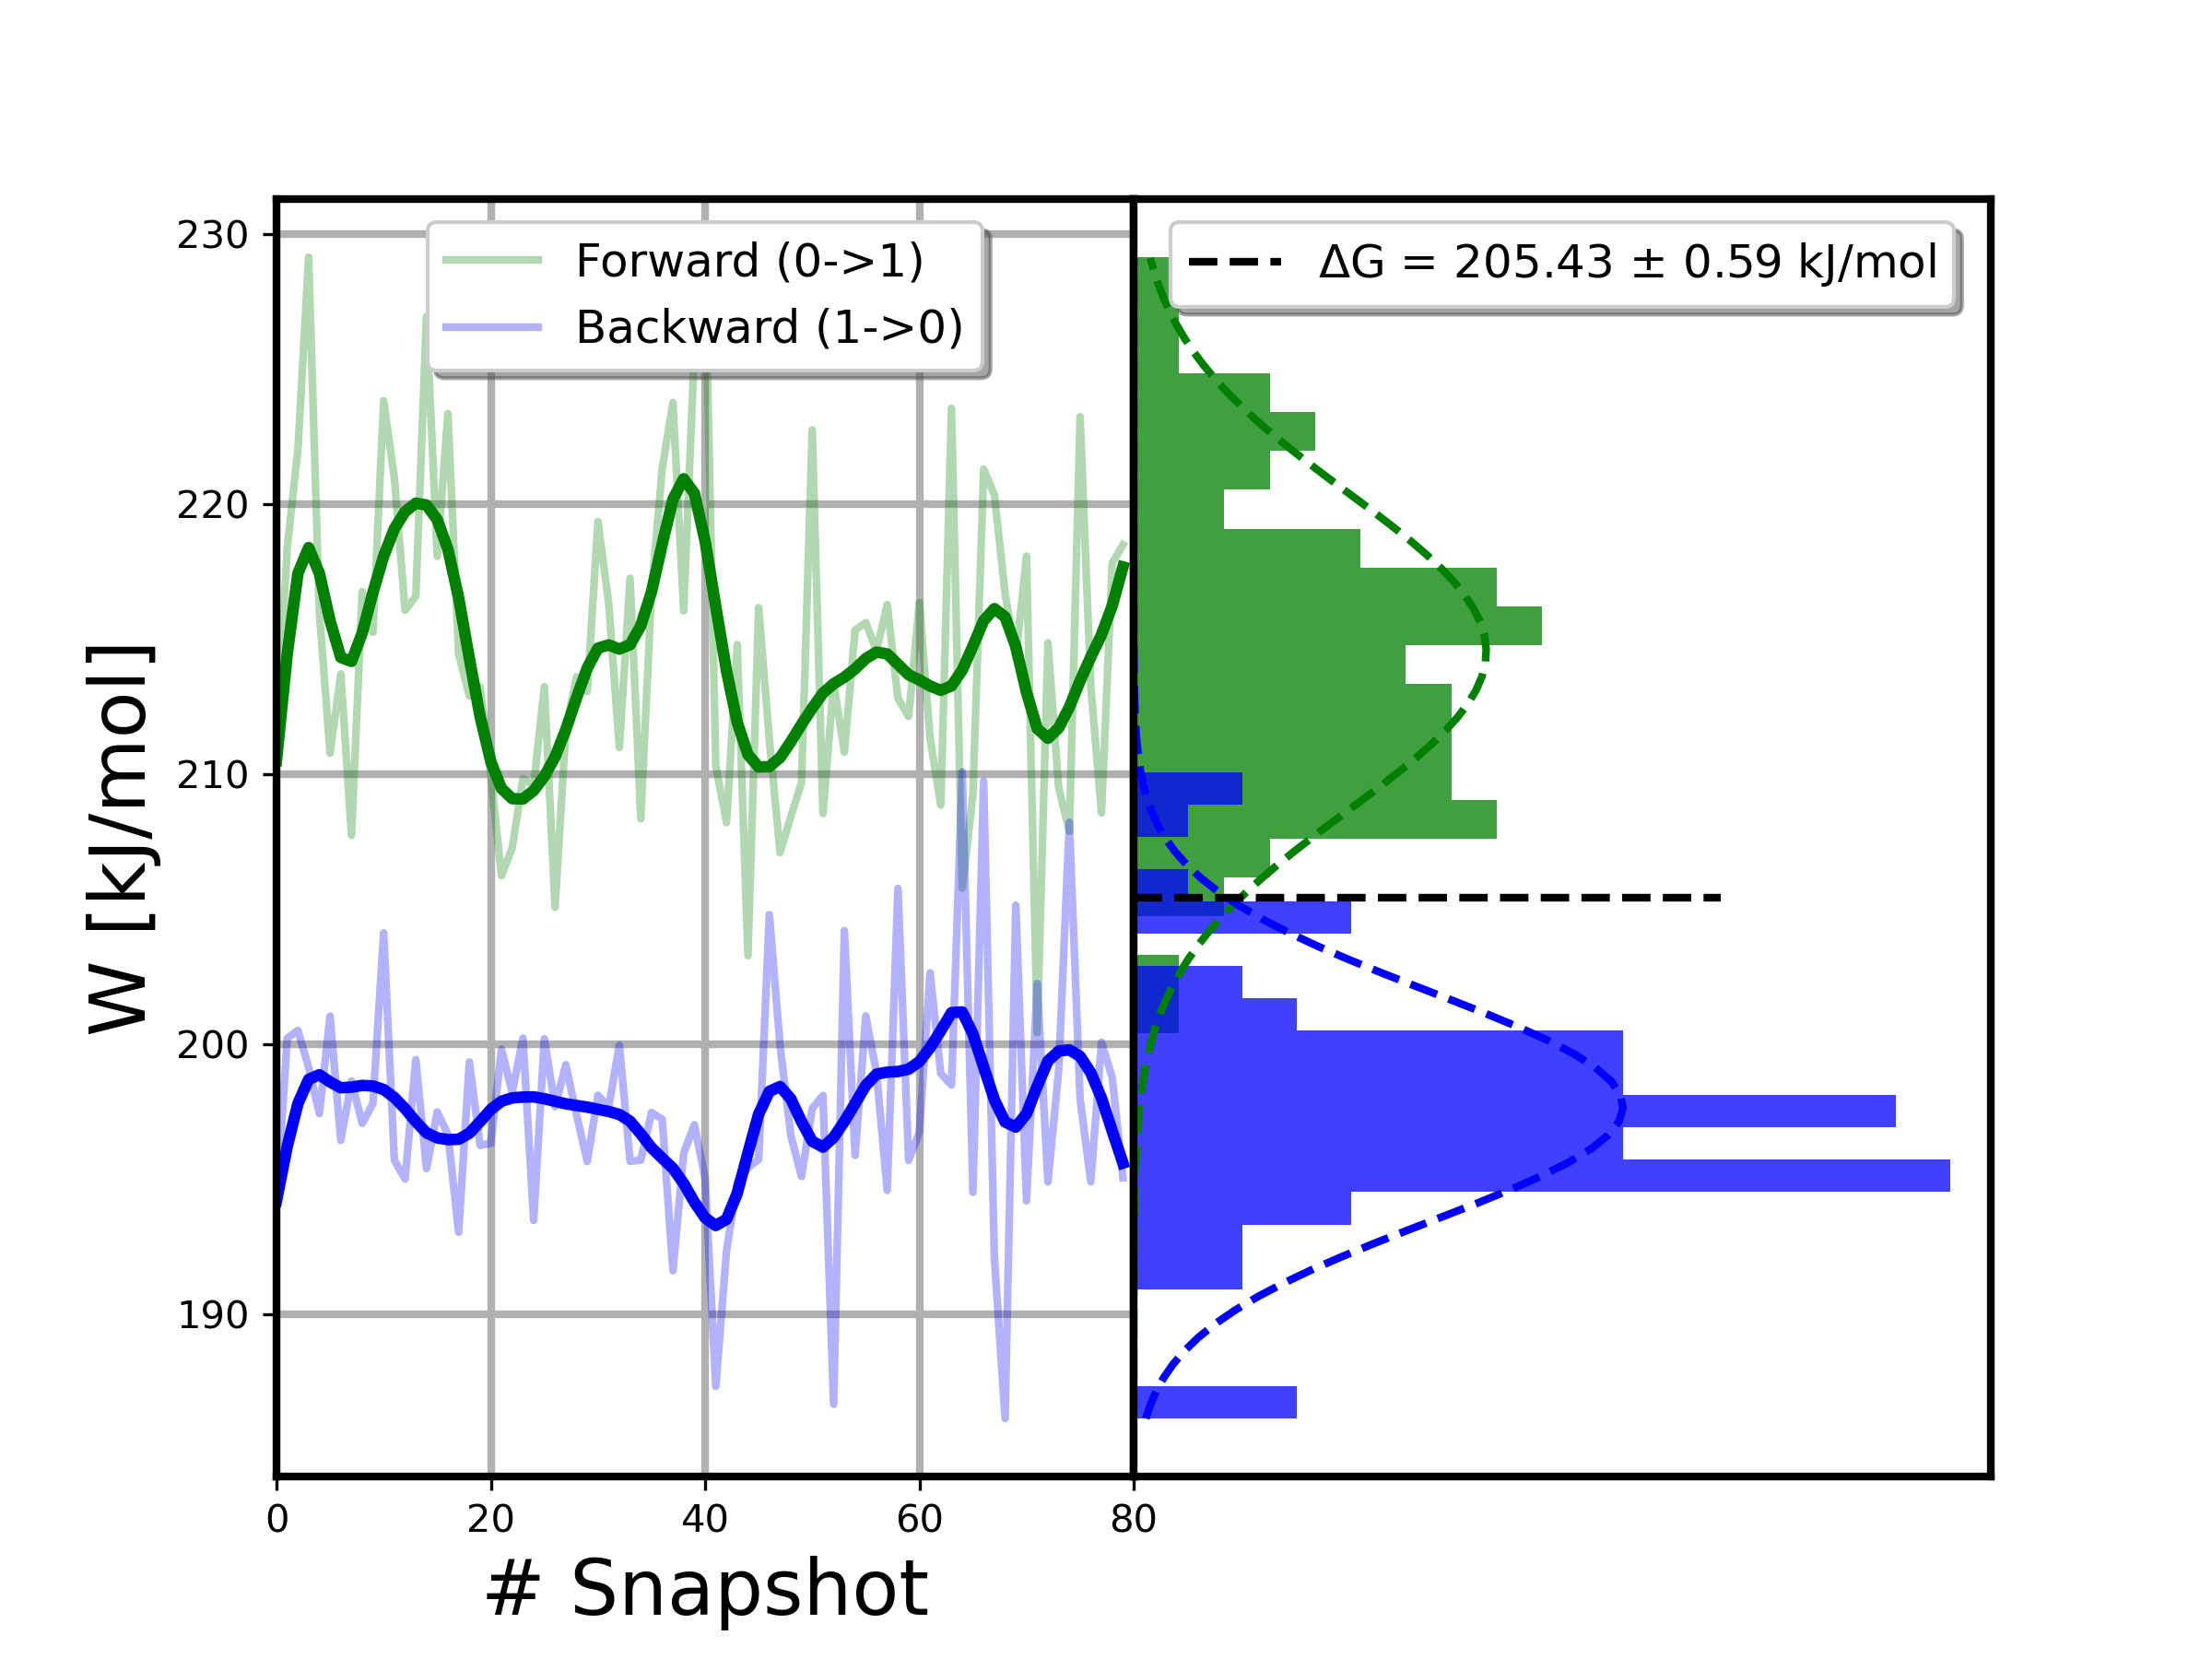 230
220
210
200
190
W [kJ/mol]
Forward (0->1)
Backward (1->0)
ΔG = 205.43 ± 0.59 kJ/mol
0 20 40 60 80
# Snapshot